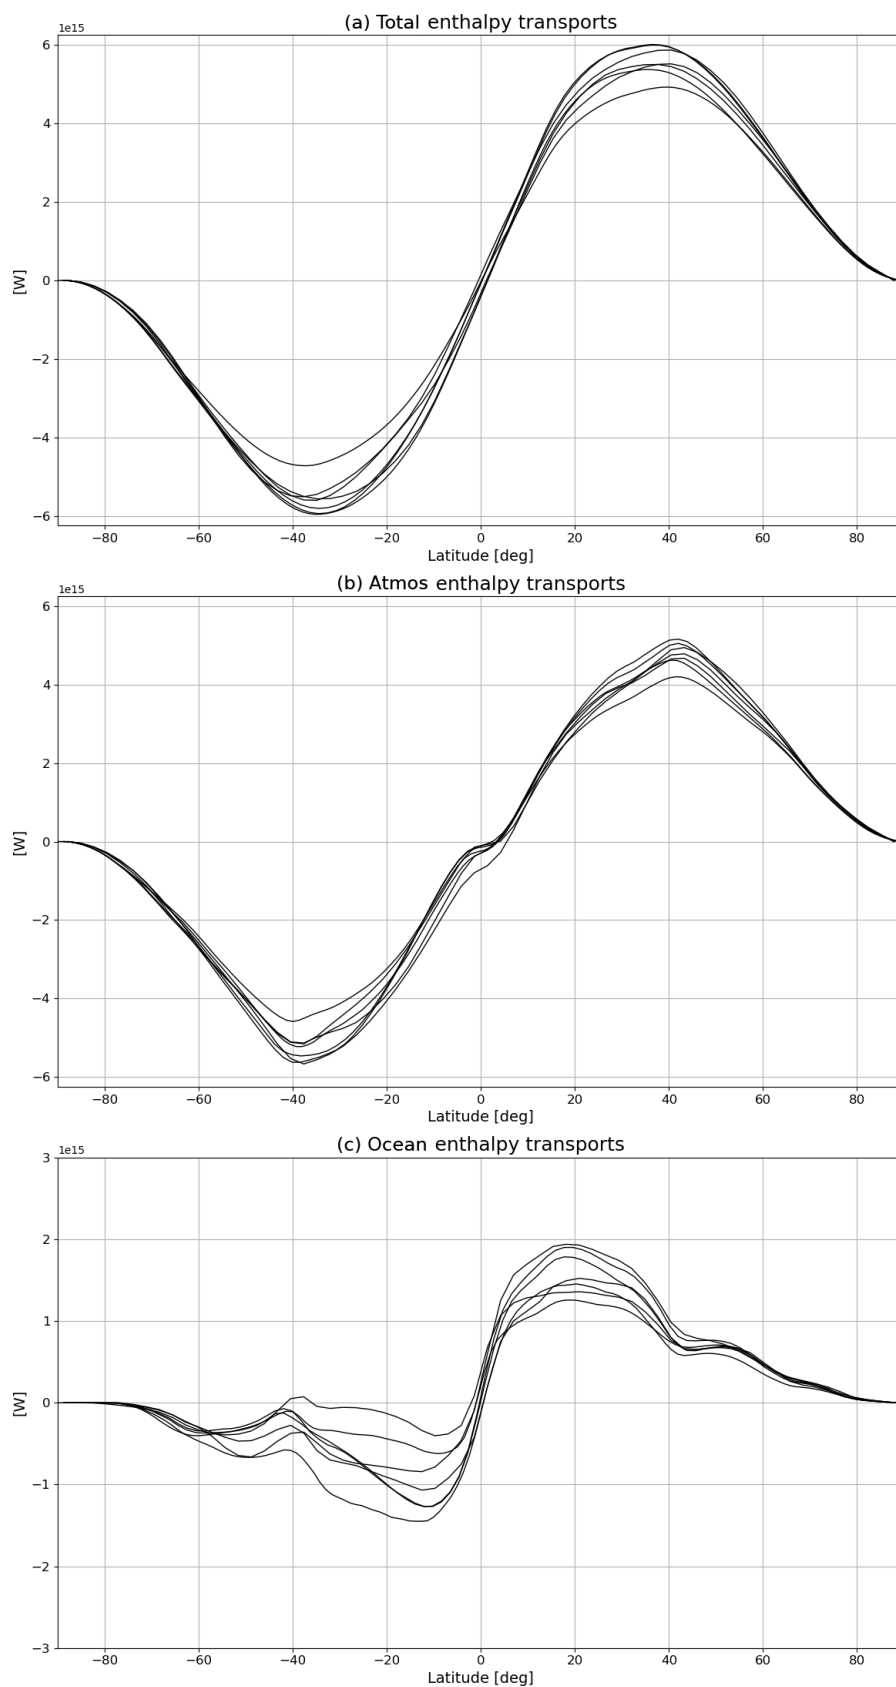 (a) Total enthalpy transports
1e15
6
4
2
0
−2
−4
−6
[W]
−80 −60 −40 −20 0 20 40 60 80
Latitude [deg]
(b) Atmos enthalpy transports
1e15
6
4
2
0
−2
−4
−6
[W]
−80 −60 −40 −20 0 20 40 60 80
Latitude [deg]
(c) Ocean enthalpy transports
1e15
3
2
1
0
−1
−2
−3
[W]
−80 −60 −40 −20 0 20 40 60 80
Latitude [deg]